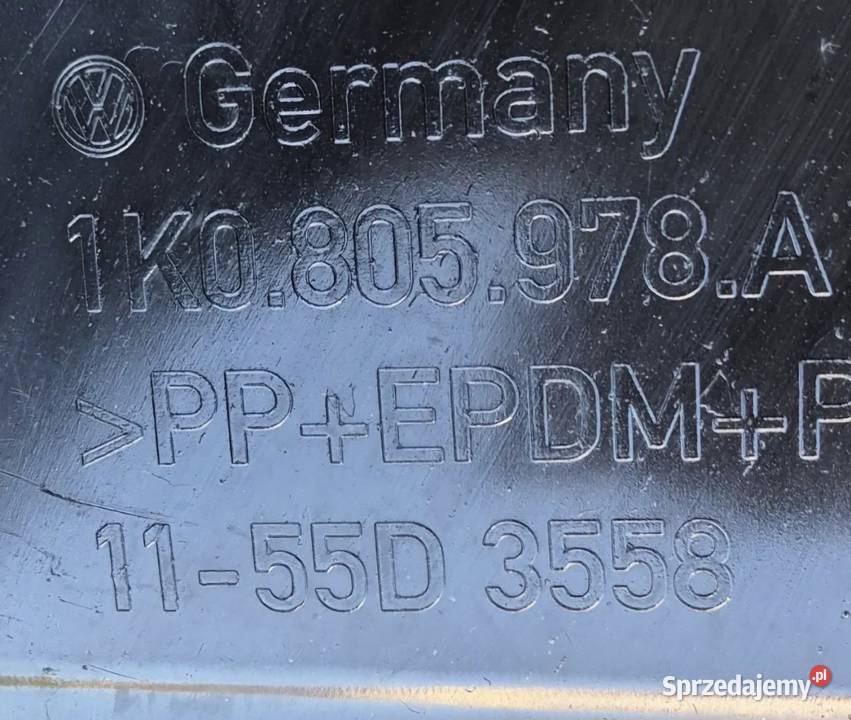 Germany
1K0.805.978.A
>PP+EPDM+P
11-55D 3558
Sprzedajemy.pl